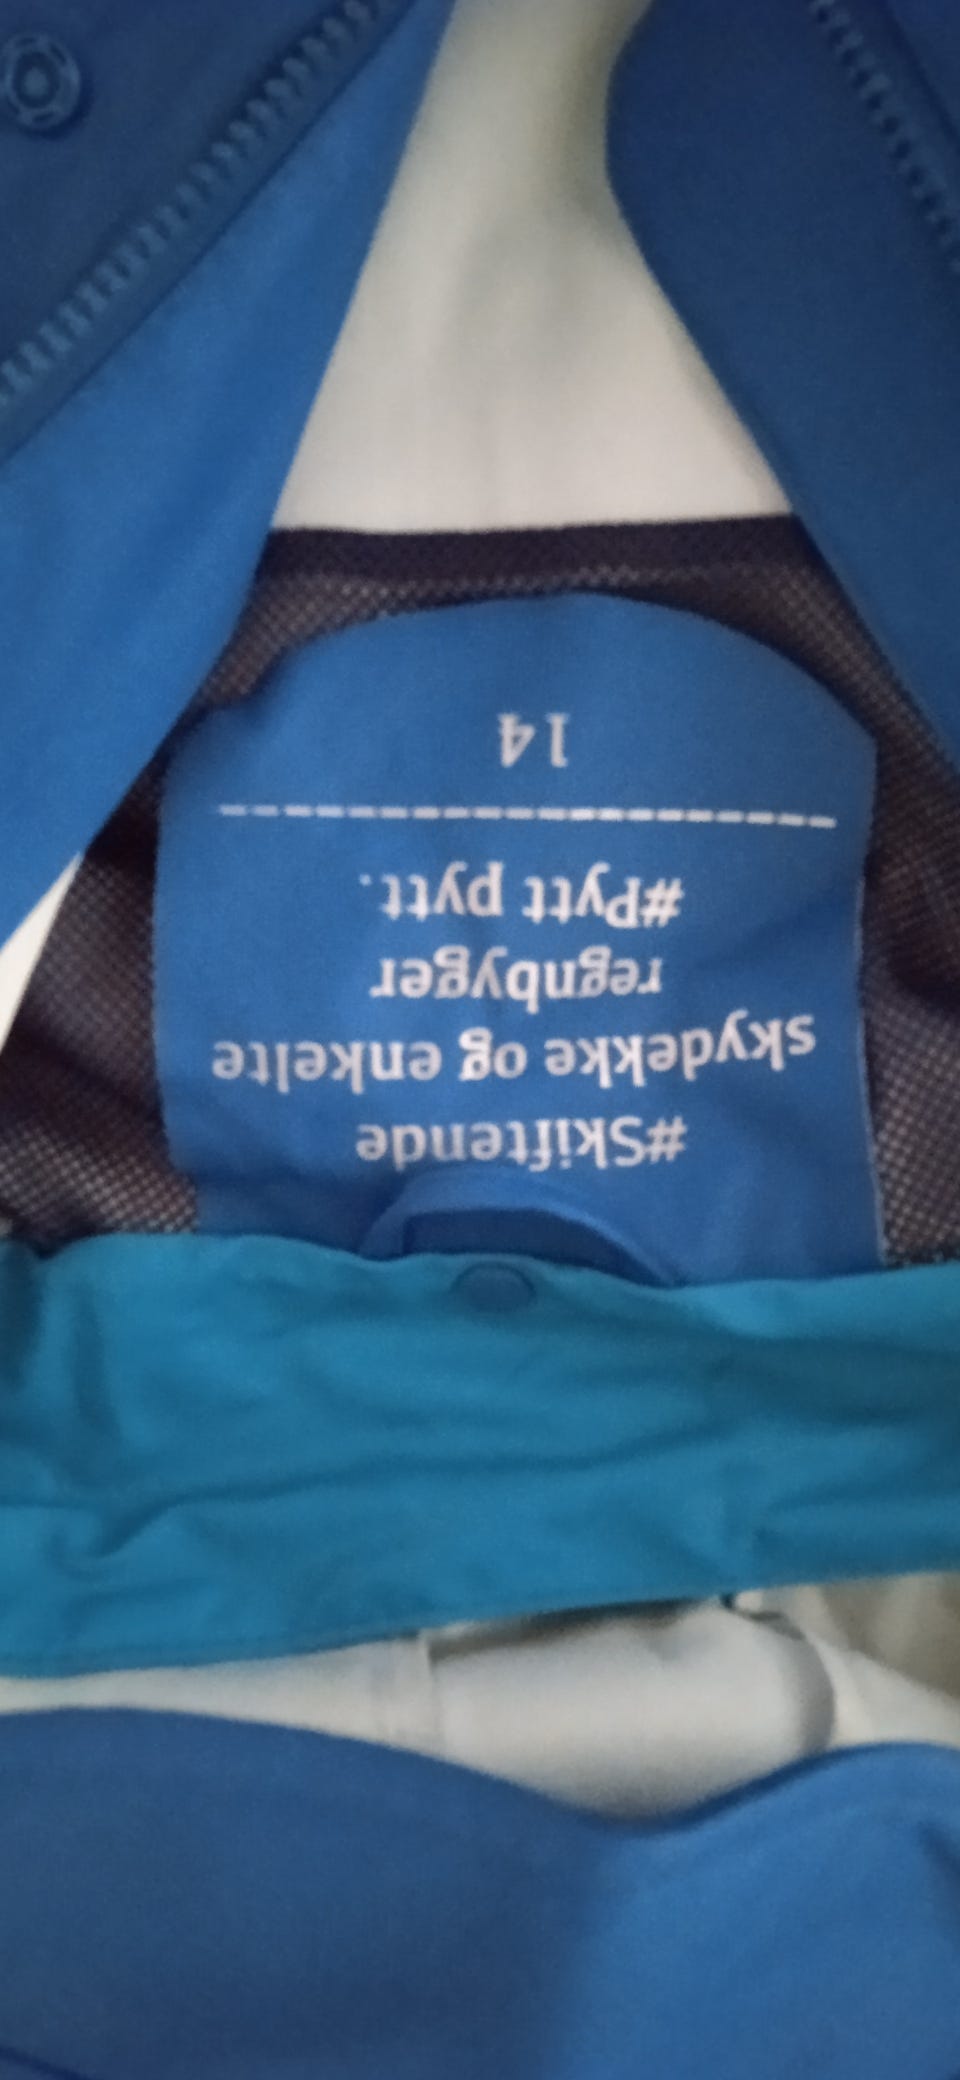 #Skiftende
skydekke og enkelte
regnbyger
#Pytt pytt.
14